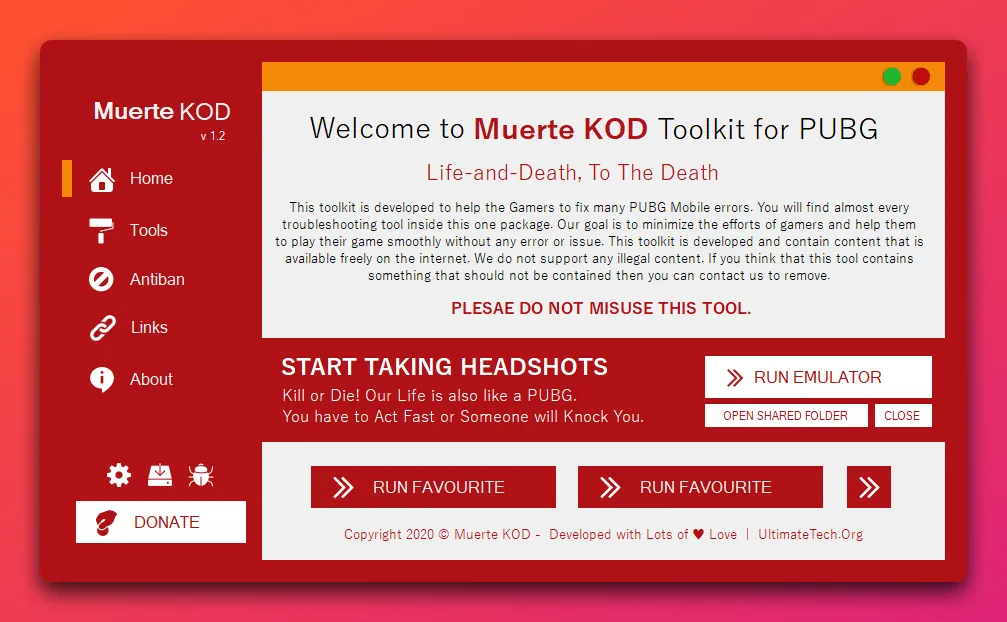 Muerte KOD
v 1.2
Home
Tools
Antiban
Links
About
DONATE
Welcome to Muerte KOD Toolkit for PUBG
Life-and-Death, To The Death
This toolkit is developed to help the Gamers to fix many PUBG Mobile errors. You will find almost every
troubleshooting tool inside this one package. Our goal is to minimize the efforts of gamers and help them
to play their game smoothly without any error or issue. This toolkit is developed and contain content that is
available freely on the internet. We do not support any illegal content. If you think that this tool contains
something that should not be contained then you can contact us to remove.
PLESAE DO NOT MISUSE THIS TOOL.
START TAKING HEADSHOTS
Kill or Die! Our Life is also like a PUBG.
You have to Act Fast or Someone will Knock You.
RUN EMULATOR
OPEN SHARED FOLDER
CLOSE
RUN FAVOURITE
RUN FAVOURITE
Copyright 2020 © Muerte KOD - Developed with Lots of ♥ Love | UltimateTech.Org